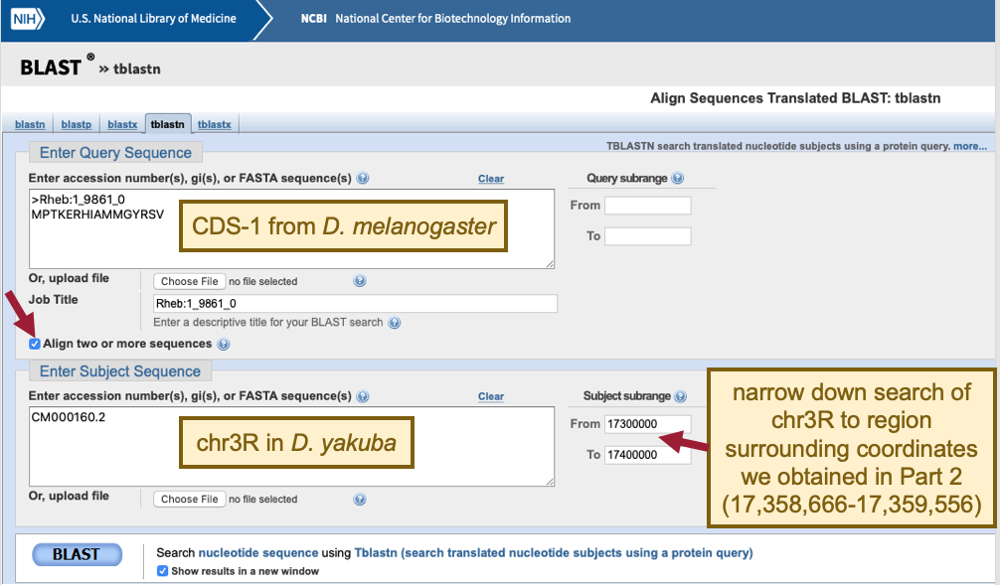 NIH U.S. National Library of Medicine NCBI National Center for Biotechnology Information
BLAST ® » tblastn
Align Sequences Translated BLAST: tblastn
blastn blastp blastx tblastn tblastx
Enter Query Sequence
TBLASTN search translated nucleotide subjects using a protein query. more...
Enter accession number(s), gi(s), or FASTA sequence(s) Clear
Query subrange
>Rheb:1_9861_0
MPTKERHIAMMGYRSV
CDS-1 from D. melanogaster
From
To
Or, upload file Choose File no file selected
Job Title Rheb:1_9861_0
Enter a descriptive title for your BLAST search
Align two or more sequences
Enter Subject Sequence
Enter accession number(s), gi(s), or FASTA sequence(s) Clear
Subject subrange
CM000160.2
chr3R in D. yakuba
From 17300000
To 17400000
narrow down search of
chr3R to region
surrounding coordinates
we obtained in Part 2
(17,358,666-17,359,556)
Or, upload file Choose File no file selected
BLAST Search nucleotide sequence using Tblastn (search translated nucleotide subjects using a protein query)
Show results in a new window